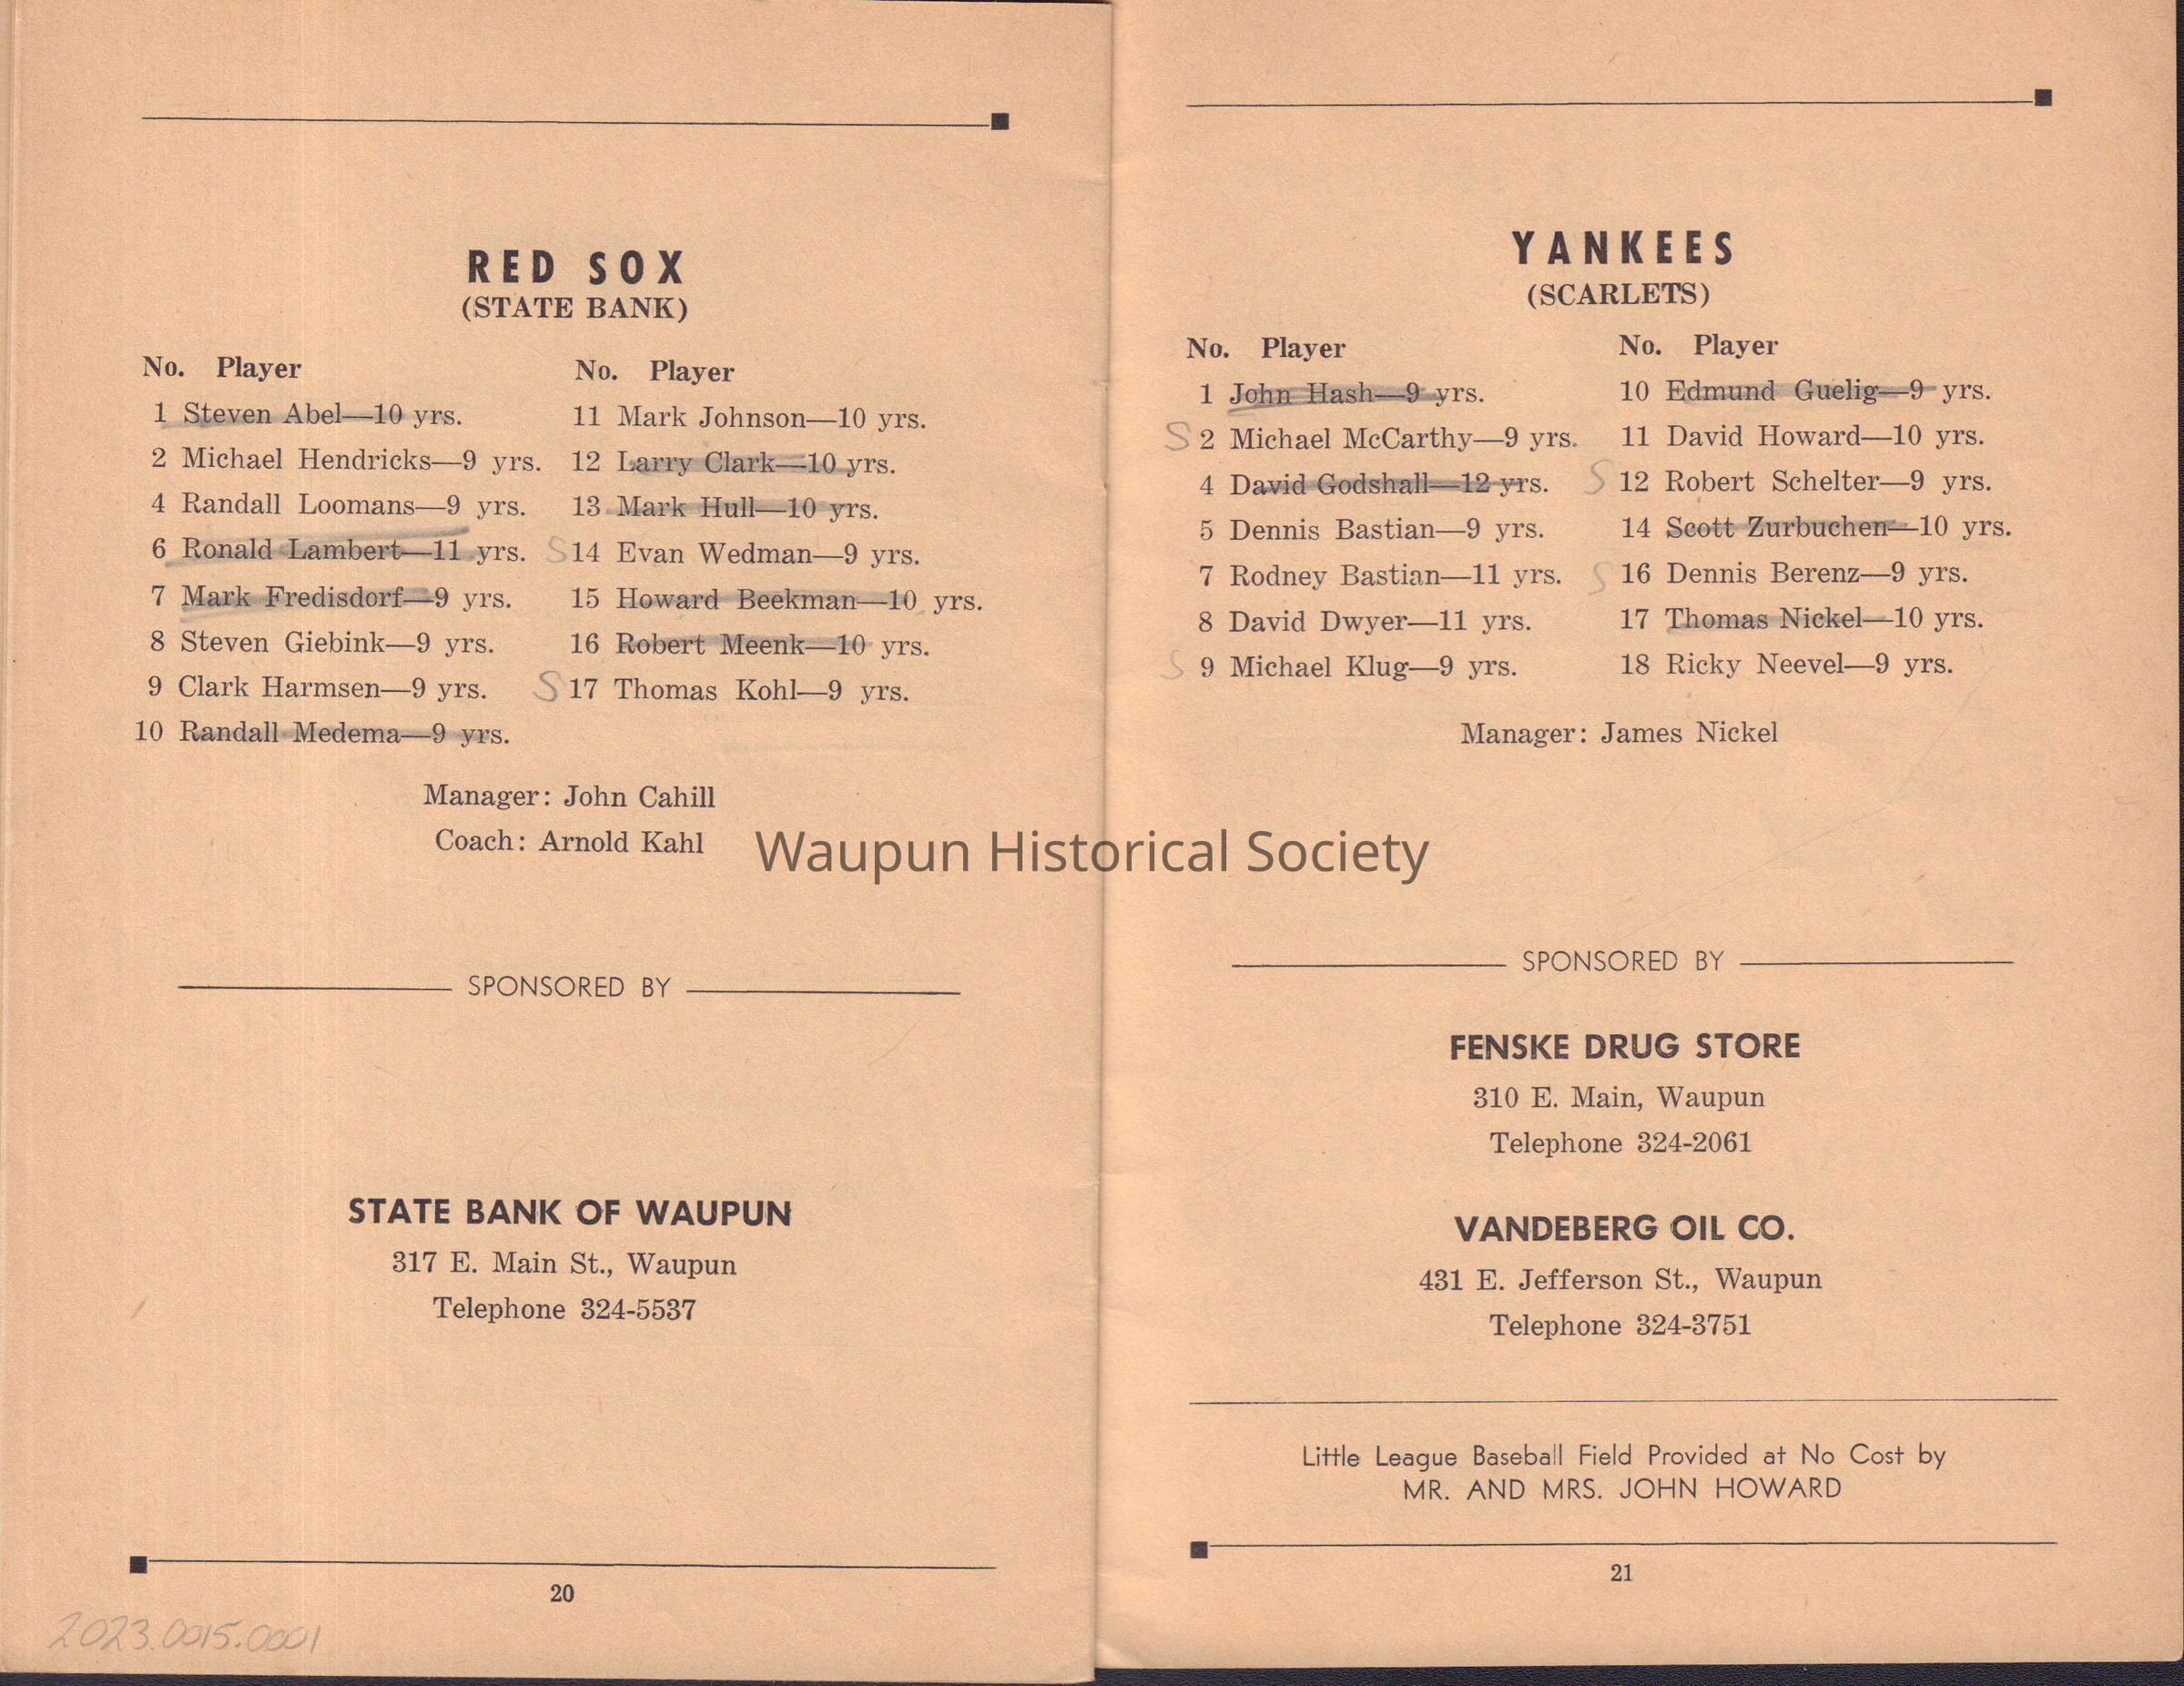 RED SOX
(STATE BANK)
No. Player
1 Steven Abel—10 yrs.
2 Michael Hendricks—9 yrs.
4 Randall Loomans—9 yrs.
6 Ronald Lambert—11 yrs.
7 Mark Fredisdorf—9 yrs.
8 Steven Giebink—9 yrs.
9 Clark Harmsen—9 yrs.
10 Randall Medema—9 yrs.
No. Player
11 Mark Johnson—10 yrs.
12 Larry Clark—10 yrs.
13 Mark Hull—10 yrs.
S 14 Evan Wedman—9 yrs.
15 Howard Beekman—10 yrs.
16 Robert Meenk—10 yrs.
S 17 Thomas Kohl—9 yrs.
Manager: John Cahill
Coach: Arnold Kahl
SPONSORED BY
STATE BANK OF WAUPUN
317 E. Main St., Waupun
Telephone 324-5537
20
2023.0015.0001
YANKEES
(SCARLETS)
No. Player
1 John Hash—9 yrs.
S 2 Michael McCarthy—9 yrs.
4 David Godshall—12 yrs.
5 Dennis Bastian—9 yrs.
7 Rodney Bastian—11 yrs.
8 David Dwyer—11 yrs.
S 9 Michael Klug—9 yrs.
No. Player
10 Edmund Guelig—9 yrs.
11 David Howard—10 yrs.
S 12 Robert Schelter—9 yrs.
14 Scott Zurbuchen—10 yrs.
S 16 Dennis Berenz—9 yrs.
17 Thomas Nickel—10 yrs.
18 Ricky Neevel—9 yrs.
Manager: James Nickel
Waupun Historical Society
SPONSORED BY
FENSKE DRUG STORE
310 E. Main, Waupun
Telephone 324-2061
VANDEBERG OIL CO.
431 E. Jefferson St., Waupun
Telephone 324-3751
Little League Baseball Field Provided at No Cost by
MR. AND MRS. JOHN HOWARD
21